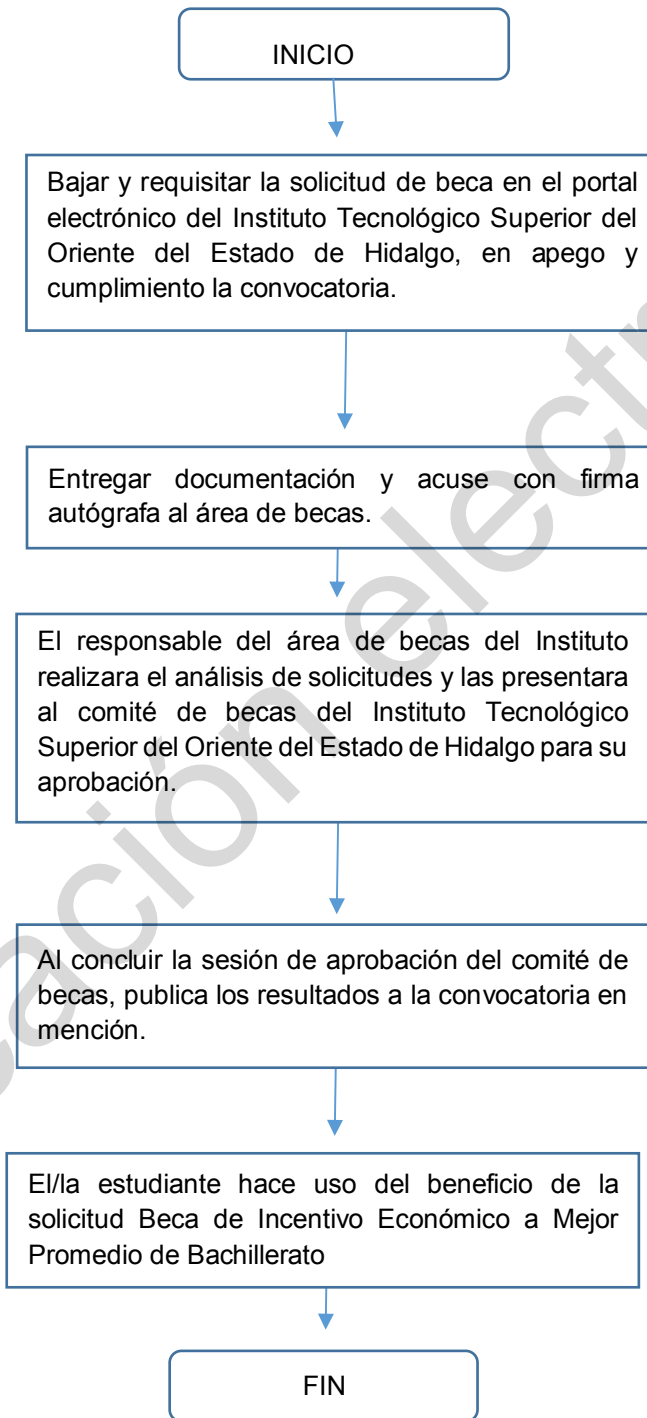 INICIO
Bajar y requisitar la solicitud de beca en el portal
electrónico del Instituto Tecnológico Superior del
Oriente del Estado de Hidalgo, en apego y
cumplimiento la convocatoria.
Entregar documentación y acuse con firma
autógrafa al área de becas.
El responsable del área de becas del Instituto
realizara el análisis de solicitudes y las presentara
al comité de becas del Instituto Tecnológico
Superior del Oriente del Estado de Hidalgo para su
aprobación.
Al concluir la sesión de aprobación del comité de
becas, publica los resultados a la convocatoria en
mención.
El/la estudiante hace uso del beneficio de la
solicitud Beca de Incentivo Económico a Mejor
Promedio de Bachillerato
FIN